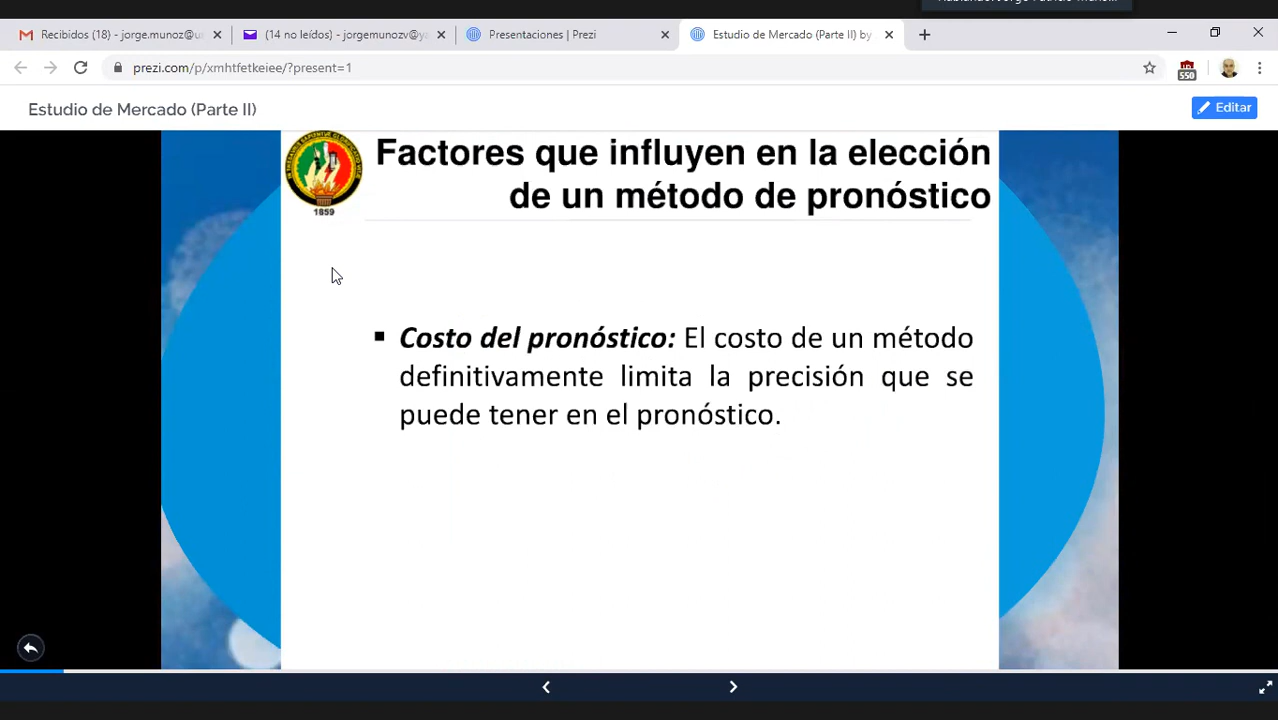 Recibidos (18) - jorge.munoz@u
(14 no leídos) - jorgemunozv@y
Presentaciones | Prezi
Estudio de Mercado (Parte II) by
prezi.com/p/xmhtfetkeiee/?present=1
550
Estudio de Mercado (Parte II)
Editar
Factores que influyen en la elección
de un método de pronóstico
1859
▪ Costo del pronóstico: El costo de un método
definitivamente limita la precisión que se
puede tener en el pronóstico.